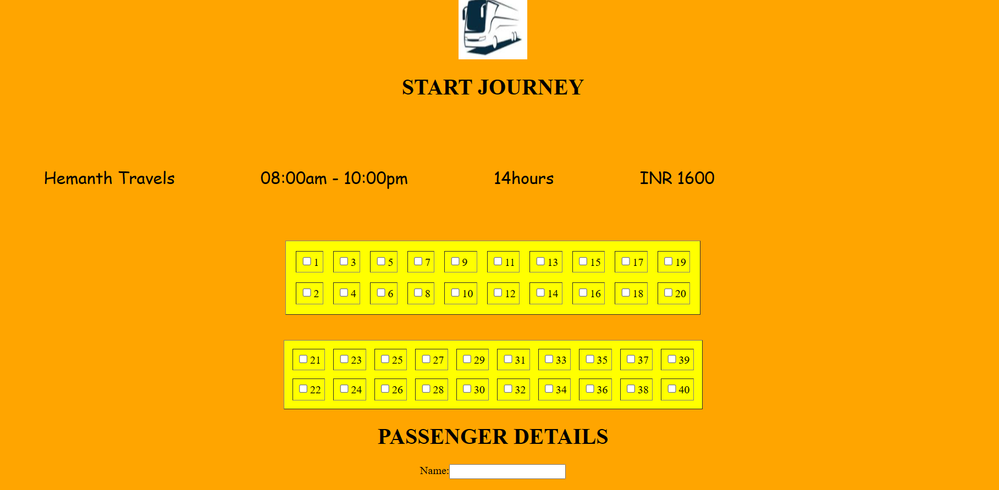 START JOURNEY
Hemanth Travels 08:00am - 10:00pm 14hours INR 1600
1 3 5 7 9 11 13 15 17 19
2 4 6 8 10 12 14 16 18 20
21 23 25 27 29 31 33 35 37 39
22 24 26 28 30 32 34 36 38 40
PASSENGER DETAILS
Name: